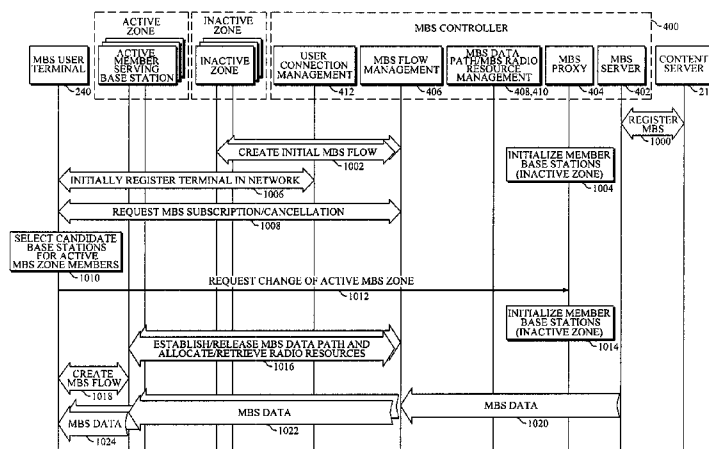 ACTIVE
ZONE
INACTIVE
ZONE
MBS CONTROLLER
400
MBS USER
TERMINAL
ACTIVE
MEMBER
SERVING
BASE STATION
INACTIVE
ZONE
USER
CONNECTION
MANAGEMENT
MBS FLOW
MANAGEMENT
MBS DATA
PATH/MBS RADIO
RESOURCE
MANAGEMENT
MBS
PROXY
MBS
SERVER
CONTENT
SERVER
240
412
406
408,410
404
402
21
REGISTER
MBS
1000
CREATE INITIAL MBS FLOW
1002
INITIALIZE MEMBER
BASE STATIONS
(INACTIVE ZONE)
1004
INITIALLY REGISTER TERMINAL IN NETWORK
1006
REQUEST MBS SUBSCRIPTION/CANCELLATION
1008
SELECT CANDIDATE
BASE STATIONS
FOR ACTIVE
MBS ZONE MEMBERS
1010
REQUEST CHANGE OF ACTIVE MBS ZONE
1012
INITIALIZE MEMBER
BASE STATIONS
(INACTIVE ZONE)
1014
ESTABLISH/RELEASE MBS DATA PATH AND
ALLOCATE/RETRIEVE RADIO RESOURCES
1016
CREATE
MBS FLOW
1018
MBS DATA
1020
MBS DATA
1022
MBS DATA
1024